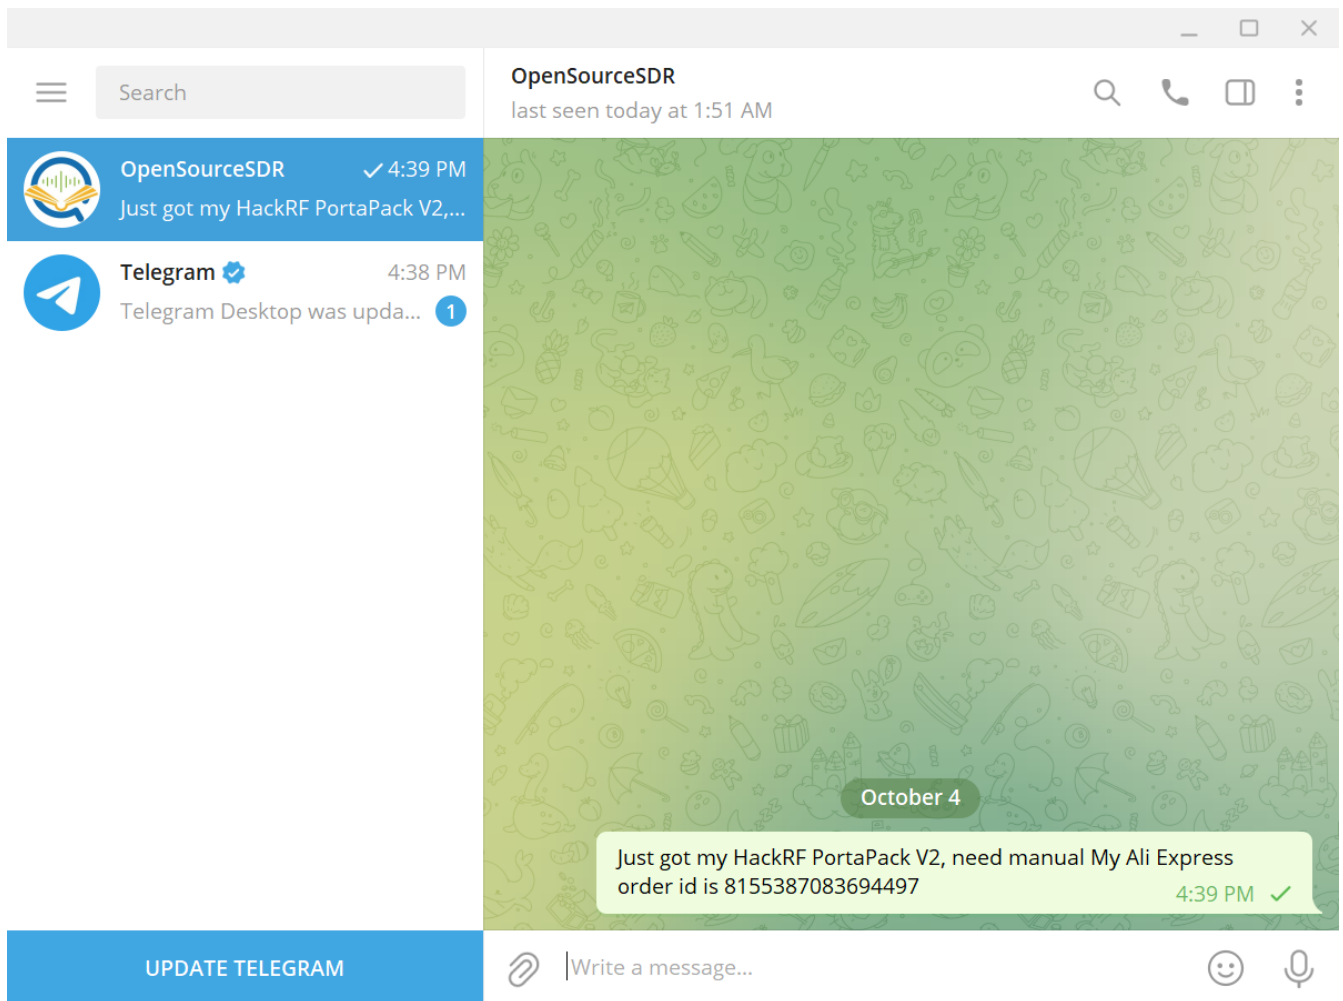 Search
OpenSourceSDR
last seen today at 1:51 AM
OpenSourceSDR
4:39 PM
Just got my HackRF PortaPack V2,...
Telegram
4:38 PM
Telegram Desktop was upda...
1
October 4
Just got my HackRF PortaPack V2, need manual My Ali Express
order id is 8155387083694497
4:39 PM
UPDATE TELEGRAM
Write a message...